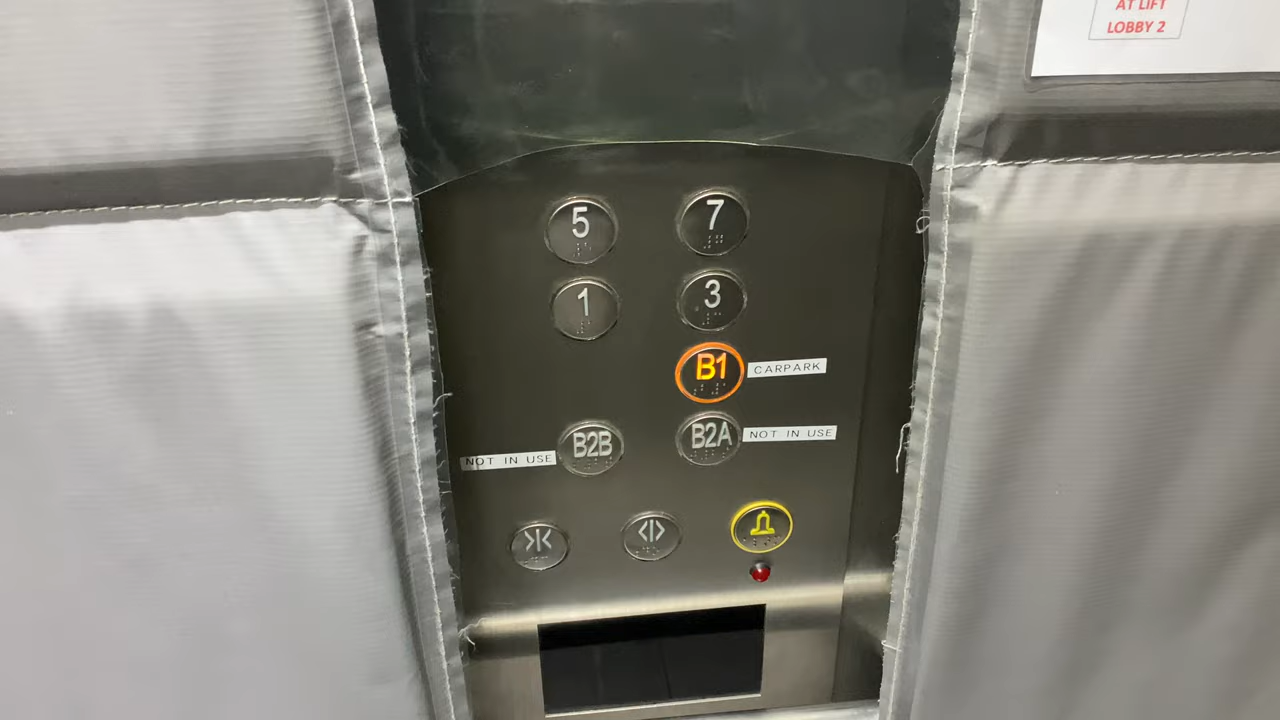 AT LIFT
LOBBY 2
5 7
1 3
B1 CARPARK
NOT IN USE B2B B2A NOT IN USE